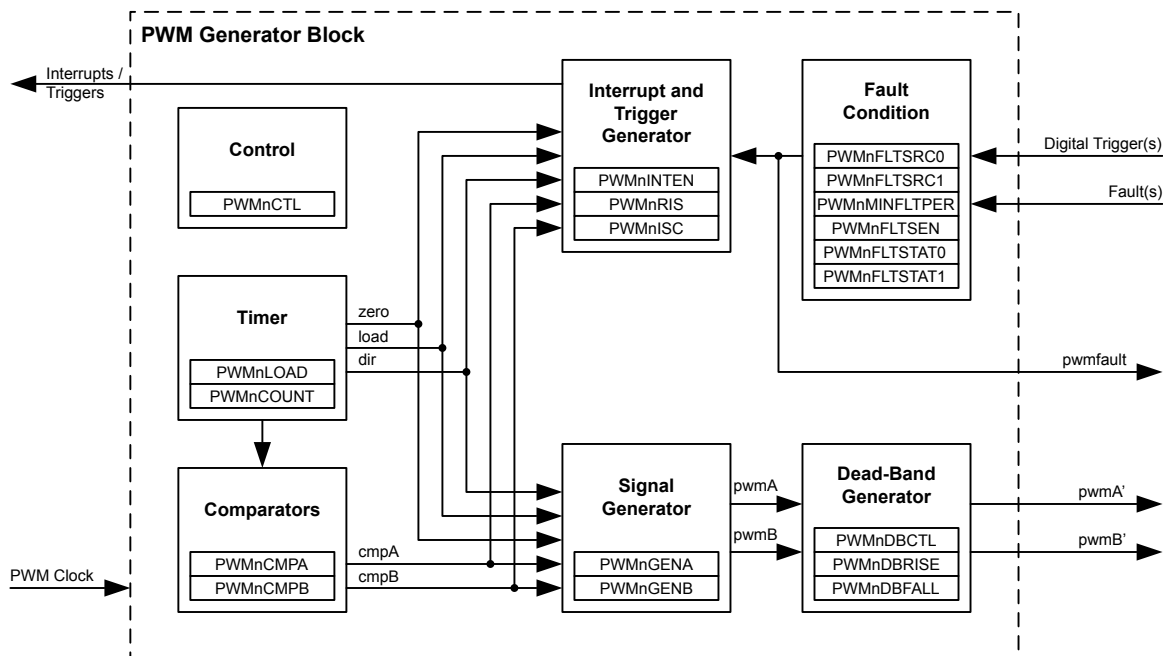 PWM Generator Block
Interrupts /
Triggers
Control
PWMnCTL
Interrupt and
Trigger
Generator
PWMnINTEN
PWMnRIS
PWMnISC
Fault
Condition
PWMnFLTSRC0
PWMnFLTSRC1
PWMnMINFLTPER
PWMnFLTSEN
PWMnFLTSTAT0
PWMnFLTSTAT1
Digital Trigger(s)
Fault(s)
Timer
PWMnLOAD
PWMnCOUNT
zero
load
dir
pwmfault
Comparators
PWMnCMPA
PWMnCMPB
cmpA
cmpB
PWM Clock
Signal
Generator
PWMnGENA
PWMnGENB
pwmA
pwmB
Dead-Band
Generator
PWMnDBCTL
PWMnDBRISE
PWMnDBFALL
pwmA’
pwmB’